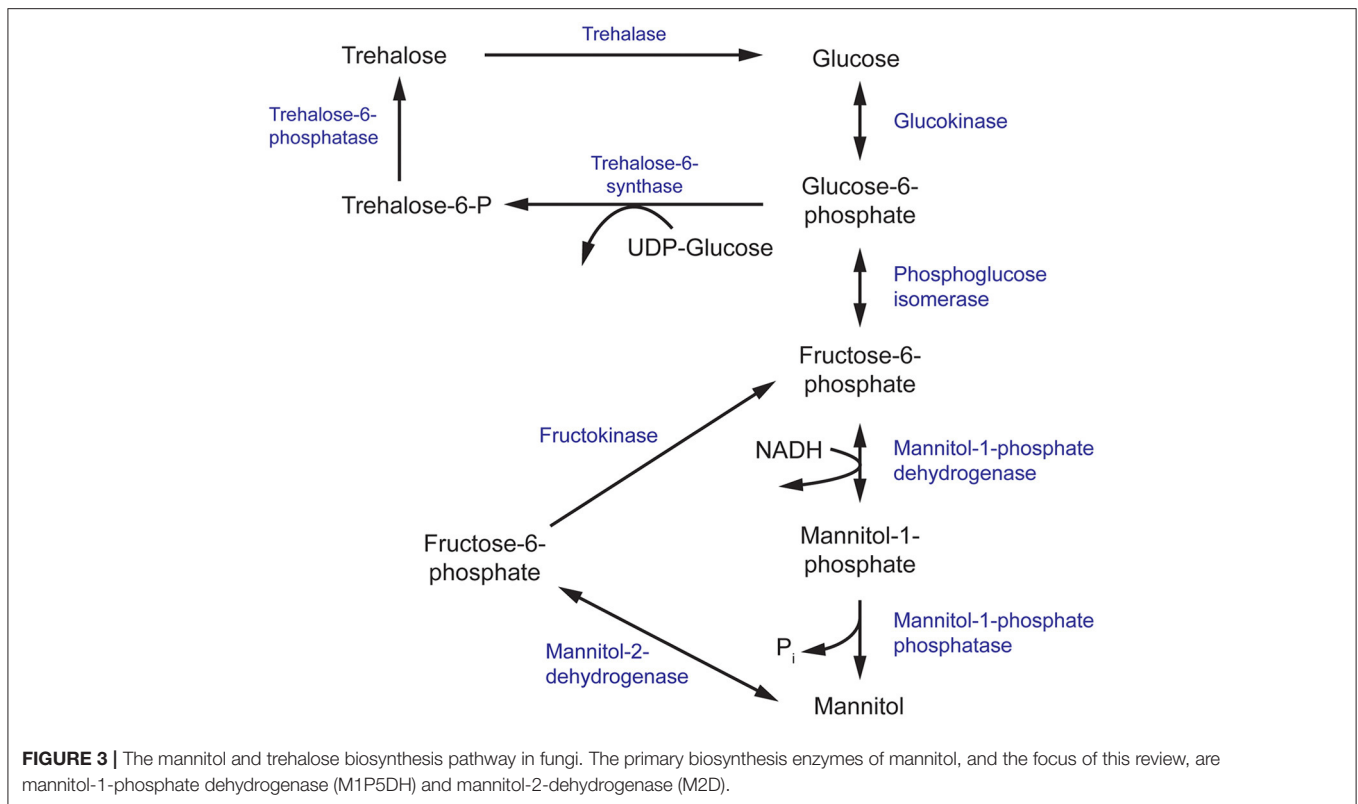 Trehalase
Trehalose
Glucose
Trehalose-6-
phosphatase
Glucokinase
Trehalose-6-
synthase
Trehalose-6-P
Glucose-6-
phosphate
UDP-Glucose
Phosphoglucose
isomerase
Fructose-6-
phosphate
Fructokinase
NADH
Mannitol-1-phosphate
dehydrogenase
Fructose-6-
phosphate
Mannitol-1-
phosphate
Mannitol-2-
dehydrogenase
Pi
Mannitol-1-phosphate
phosphatase
Mannitol
FIGURE 3 | The mannitol and trehalose biosynthesis pathway in fungi. The primary biosynthesis enzymes of mannitol, and the focus of this review, are
mannitol-1-phosphate dehydrogenase (M1P5DH) and mannitol-2-dehydrogenase (M2D).